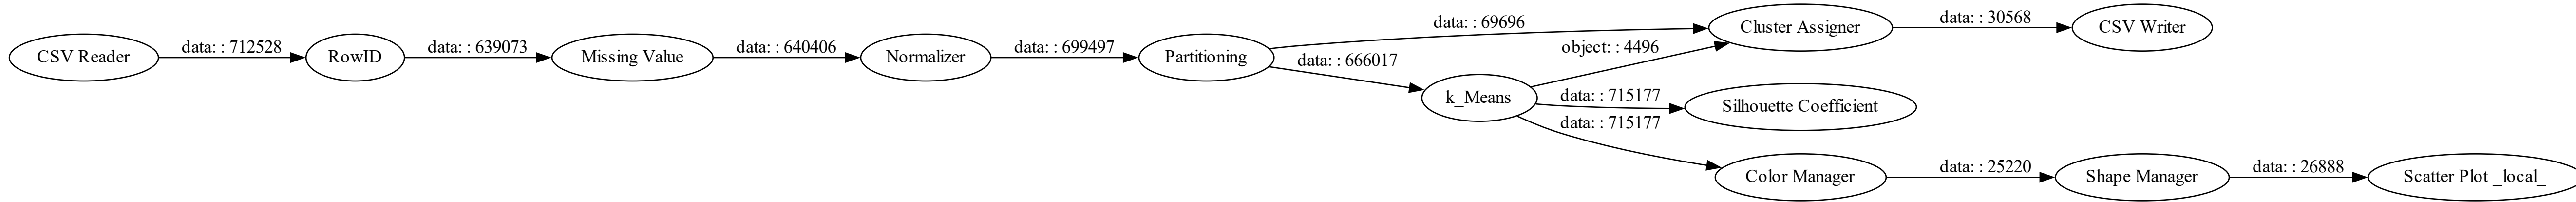 CSV Reader
data: : 712528
RowID
data: : 639073
Missing Value
data: : 640406
Normalizer
data: : 699497
Partitioning
data: : 69696
data: : 666017
k_Means
object: : 4496
data: : 715177
data: : 715177
Cluster Assigner
data: : 30568
CSV Writer
Silhouette Coefficient
Color Manager
data: : 25220
Shape Manager
data: : 26888
Scatter Plot _local_